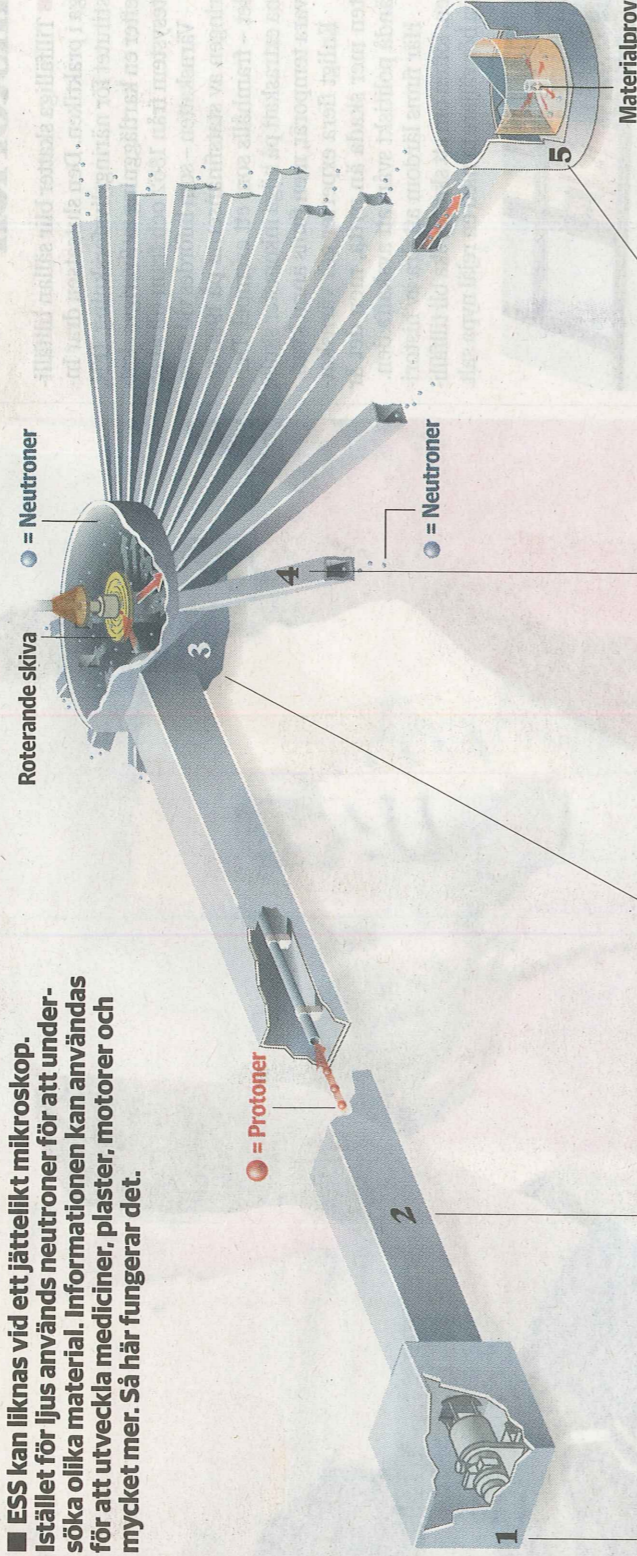 ■ ESS kan liknas vid ett jättelikt mikroskop.
Istället för ljus används neutroner för att under-
söka olika material. Informationen kan användas
för att utveckla mediciner, plaster, motorer och
mycket mer. Så här fungerar det.
Roterande skiva
= Neutroner
= Protoner
= Neutroner
Materialprov
1
2
3
4
5